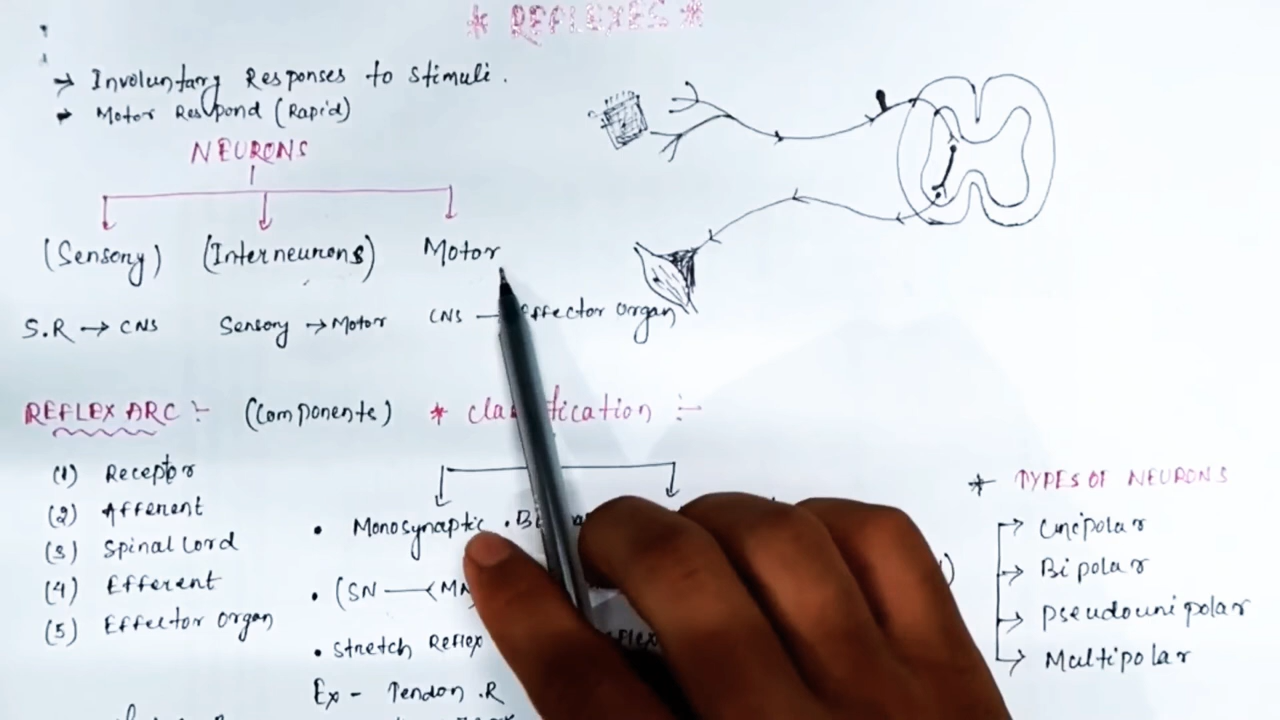 * REFLEXES *
→ Involuntary Responses to stimuli.
→ Motor Respond (Rapid)
NEURONS
(Sensory) (Interneurons) Motor
S.R → CNS Sensory → Motor CNS → Effector organ
REFLEX ARC :- (Components)
(1) Receptor
(2) Afferent
(3) Spinal Cord
(4) Efferent
(5) Effector organ
* Classification :-
• Monosynaptic
• (SN —< MN
• Stretch Reflex
Ex - Tendon .R
* TYPES OF NEURONS
→ Unipolar
→ Bipolar
→ Pseudounipolar
→ Multipolar